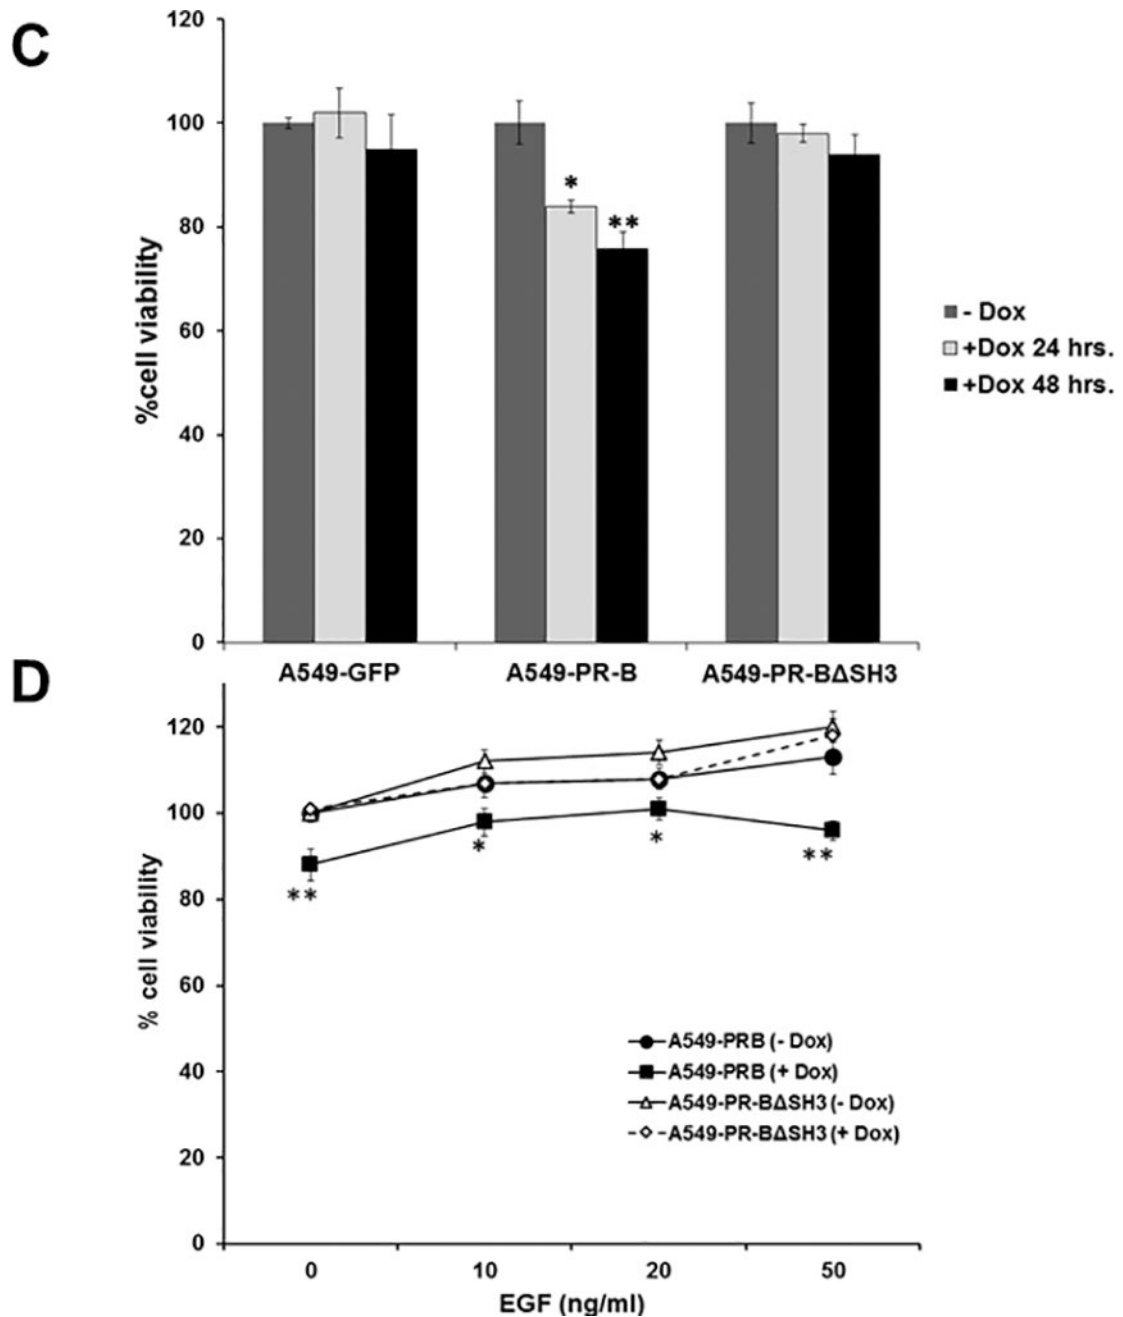 C
120
100
80
60
40
20
0
%cell viability
*
**
- Dox
+Dox 24 hrs.
+Dox 48 hrs.
A549-GFP
A549-PR-B
A549-PR-BΔSH3
D
120
100
80
60
40
20
0
% cell viability
**
*
*
**
A549-PRB (- Dox)
A549-PRB (+ Dox)
A549-PR-BΔSH3 (- Dox)
A549-PR-BΔSH3 (+ Dox)
0
10
20
50
EGF (ng/ml)